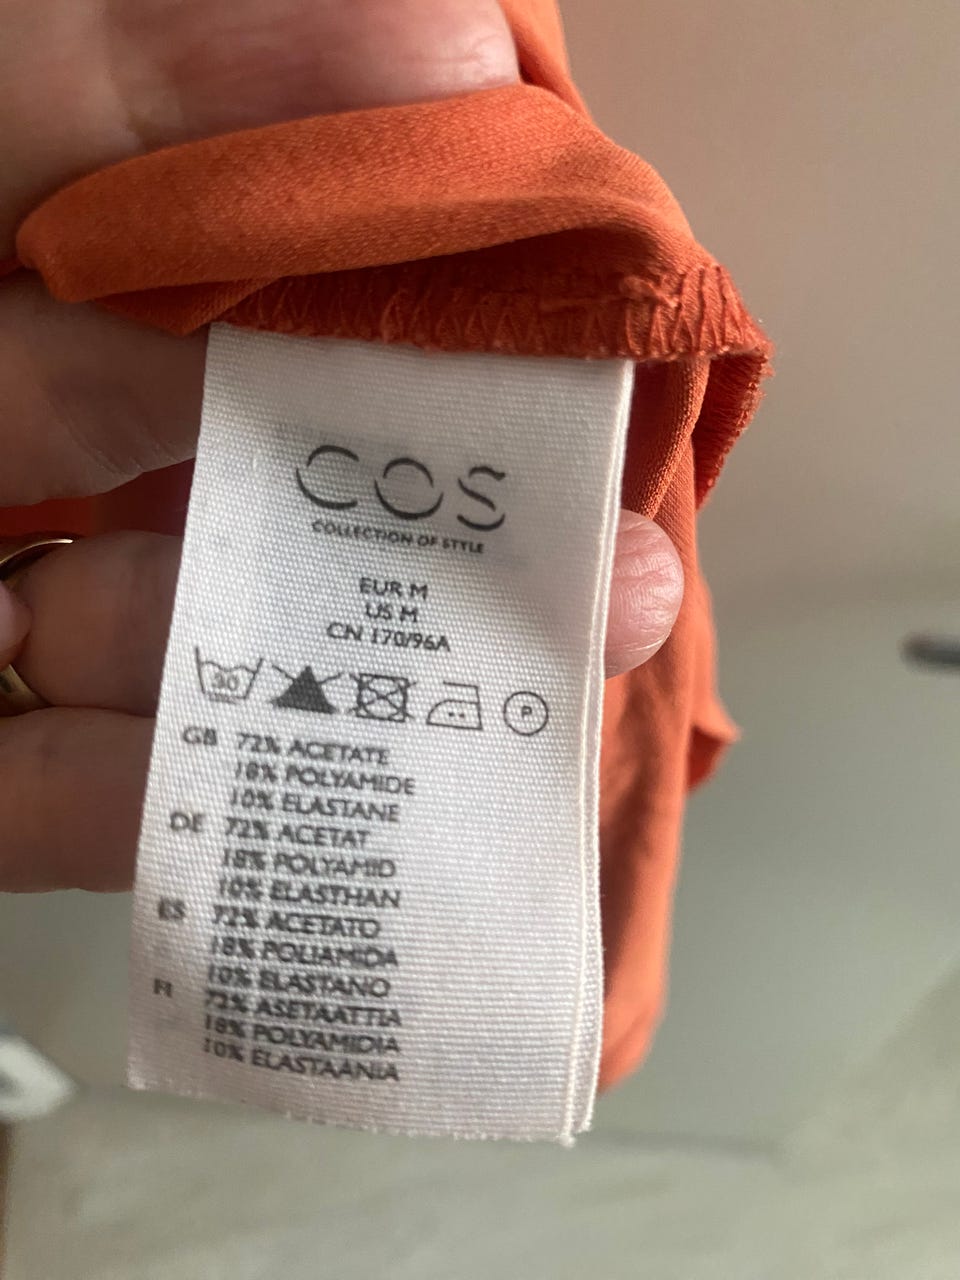 COS
COLLECTION OF STYLE
EUR M
US M
CN 170/96A
30 P
GB 72% ACETATE
18% POLYAMIDE
10% ELASTANE
DE 72% ACETAT
18% POLYAMID
10% ELASTHAN
ES 72% ACETATO
18% POLIAMIDA
10% ELASTANO
FI 72% ASETAATTIA
18% POLYAMIDIA
10% ELASTAANIA